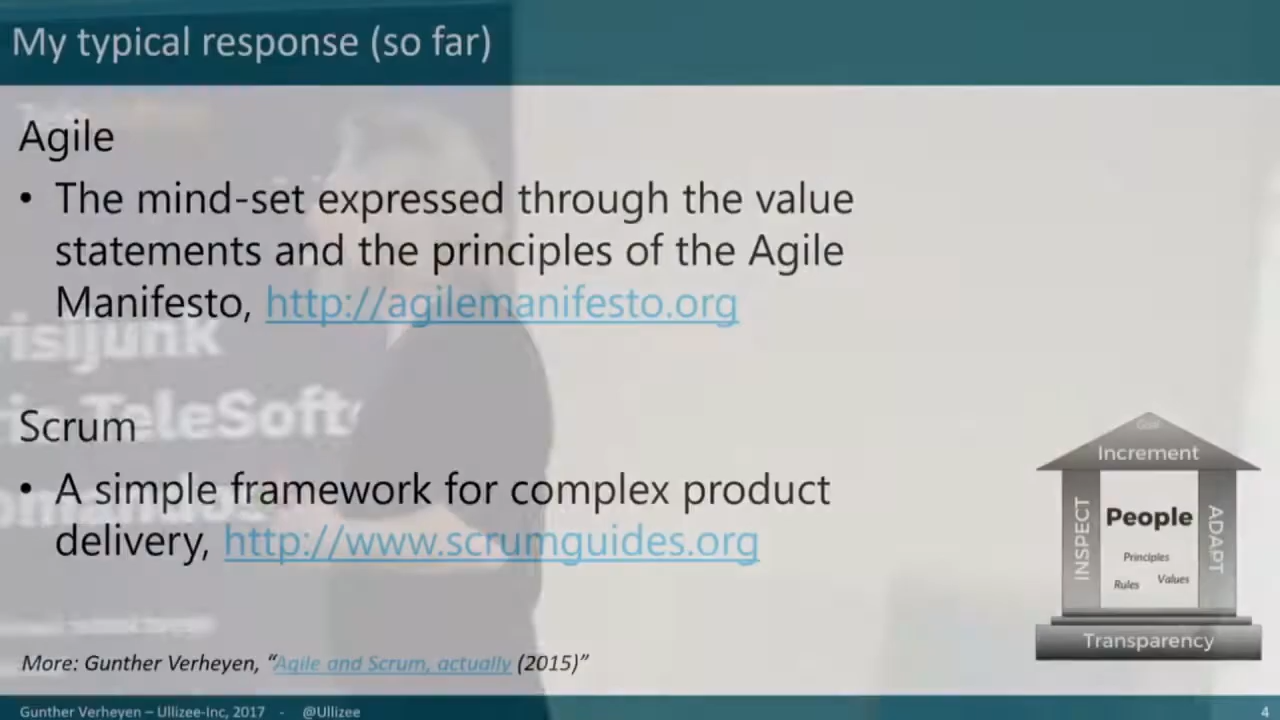 My typical response (so far)
Agile
• The mind-set expressed through the value
statements and the principles of the Agile
Manifesto, http://agilemanifesto.org
risijunk
TeleSoft
Scrum
• A simple framework for complex product
delivery, http://www.scrumguides.org
Goal
Increment
INSPECT
People
Principles
Rules Values
ADAPT
Transparency
More: Gunther Verheyen, “Agile and Scrum, actually (2015)”
Gunther Verheyen – Ullizee-Inc, 2017 - @Ullizee
4